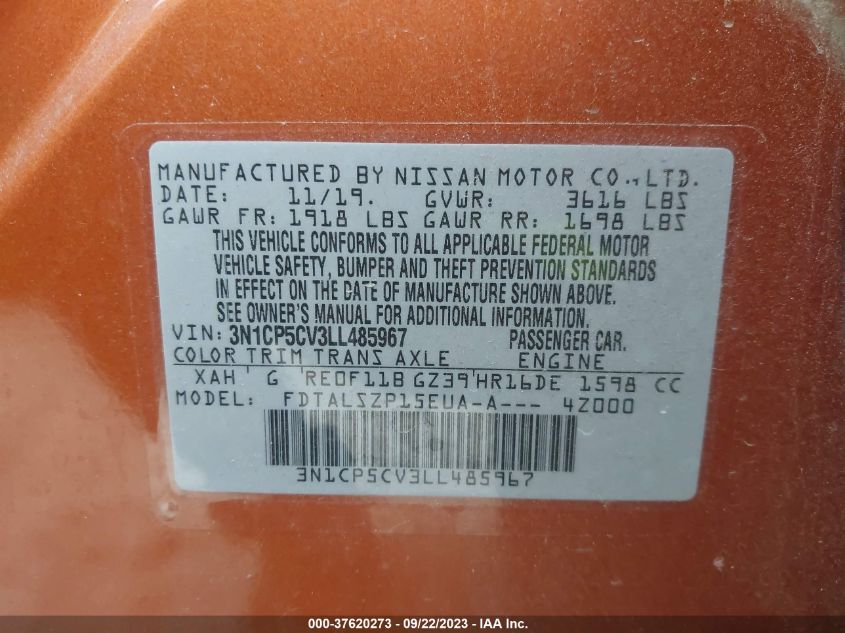 MANUFACTURED BY NISSAN MOTOR CO.,LTD.
DATE: 11/19. GVWR: 3616 LBS
GAWR FR: 1918 LBS GAWR RR: 1698 LBS
THIS VEHICLE CONFORMS TO ALL APPLICABLE FEDERAL MOTOR
VEHICLE SAFETY, BUMPER AND THEFT PREVENTION STANDARDS
IN EFFECT ON THE DATE OF MANUFACTURE SHOWN ABOVE.
SEE OWNER'S MANUAL FOR ADDITIONAL INFORMATION.
VIN: 3N1CP5CV3LL485967 PASSENGER CAR.
COLOR TRIM TRANS AXLE ENGINE
XAH G RE0F11B GZ39 HR16DE 1598 CC
MODEL: FDTALSZP15EUA-A--- 4Z000
3N1CP5CV3LL485967
000-37620273 - 09/22/2023 - IAA Inc.